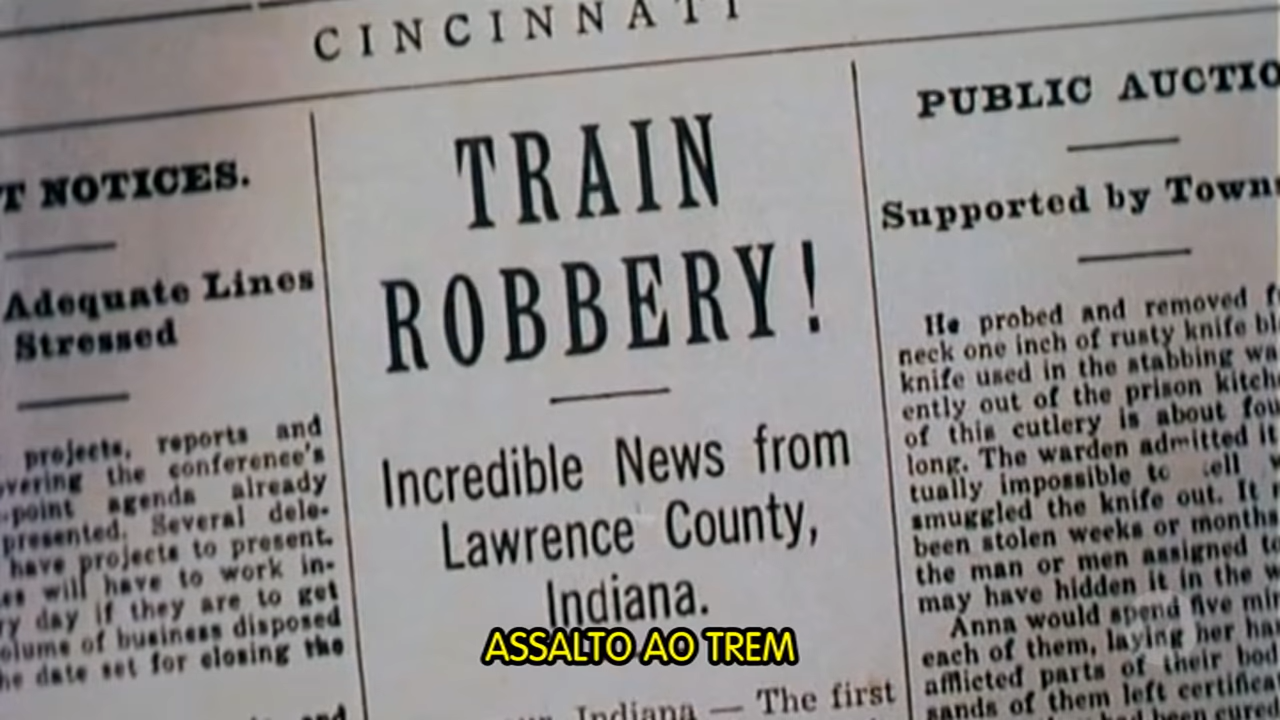 CINCINNATI
T NOTICES.
Adequate Lines
Stressed
projects, reports and
vering the conference's
-point agenda already
presented. Several dele-
have projects to present.
es will have to work in-
ry day if they are to get
olume of business disposed
he date set for closing the
and
TRAIN
ROBBERY!
Incredible News from
Lawrence County,
Indiana.
Indiana — The first
PUBLIC AUCTIO
Supported by Towns
He probed and removed f
neck one inch of rusty knife bl
knife used in the stabbing wa
ently out of the prison kitche
of this cutlery is about fou
long. The warden admitted it
tually impossible to ell w
smuggled the knife out. It
been stolen weeks or months
the man or men assigned to
may have hidden it in the w
Anna would spend five min
each of them, laying her ha
afflicted parts of their bod
sands of them left certifica
had been cured
ASSALTO AO TREM